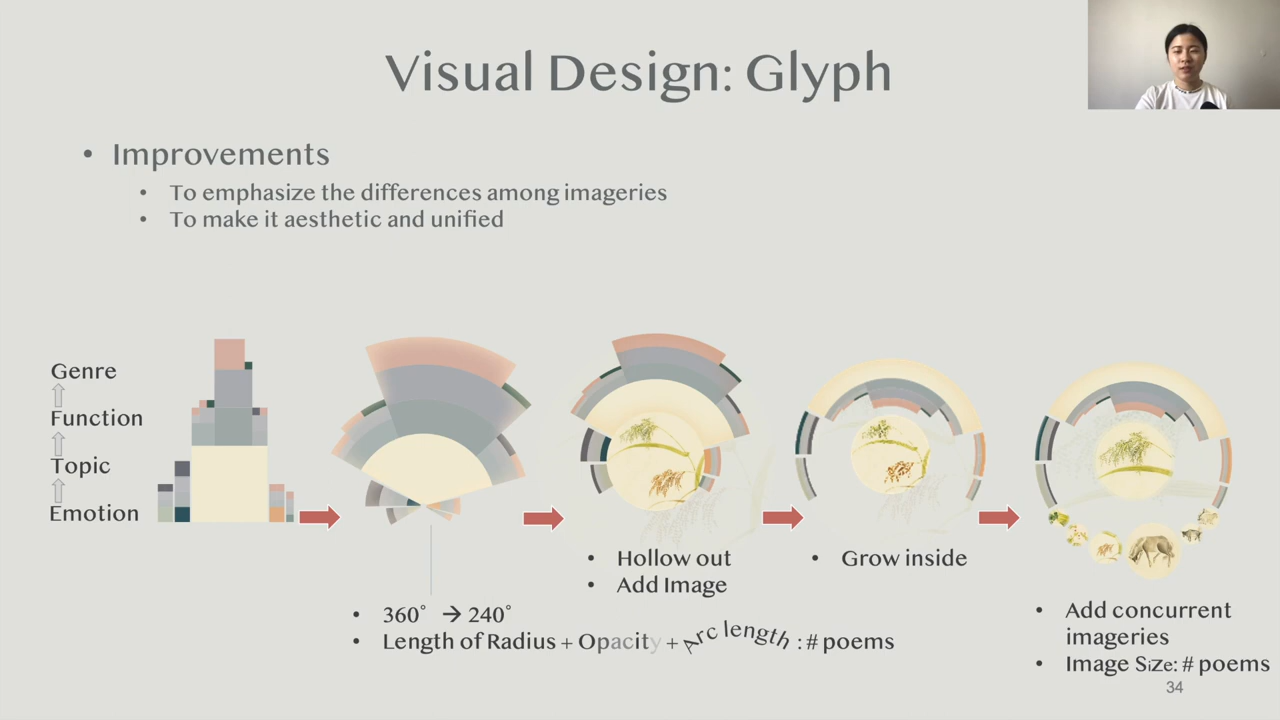 Visual Design: Glyph
• Improvements
• To emphasize the differences among imageries
• To make it aesthetic and unified
Genre
Function
Topic
Emotion
• Hollow out
• Add Image
• Grow inside
• 360° → 240°
• Length of Radius + Opacity + Arc length : # poems
• Add concurrent
imageries
• Image Size: # poems
34